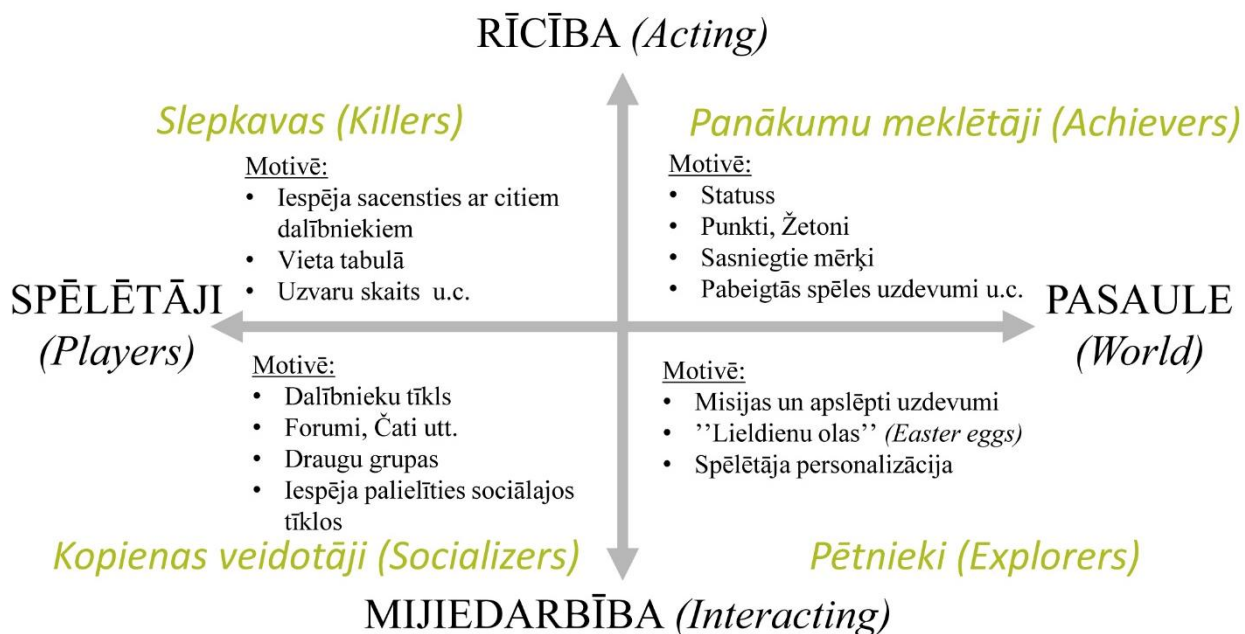 RĪCĪBA (Acting)
Slepkavas (Killers)
Motivē:
• Iespēja sacensties ar citiem
dalībniekiem
• Vieta tabulā
• Uzvaru skaits u.c.
Panākumu meklētāji (Achievers)
Motivē:
• Statuss
• Punkti, Žetoni
• Sasniegtie mērķi
• Pabeigtās spēles uzdevumi u.c.
SPĒLĒTĀJI
(Players)
PASAULE
(World)
Motivē:
• Dalībnieku tīkls
• Forumi, Čati utt.
• Draugu grupas
• Iespēja palielīties sociālajos
tīklos
Kopienas veidotāji (Socializers)
Motivē:
• Misijas un apslēpti uzdevumi
• ’’Lieldienu olas’’ (Easter eggs)
• Spēlētāja personalizācija
Pētnieki (Explorers)
MIJIEDARBĪBA (Interacting)